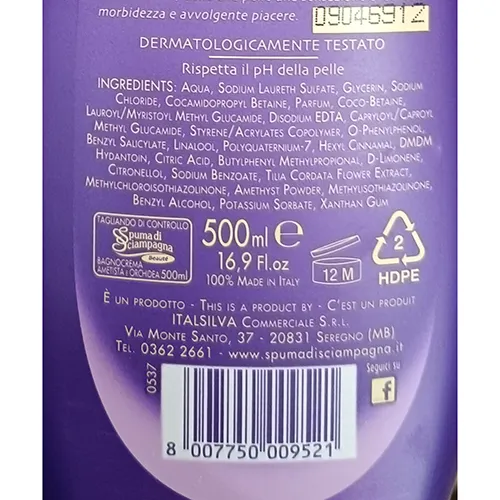 morbidezza e avvolgente piacere.
09046912
DERMATOLOGICAMENTE TESTATO
Rispetta il pH della pelle
INGREDIENTS: AQUA, SODIUM LAURETH SULFATE, GLYCERIN, SODIUM
CHLORIDE, COCAMIDOPROPYL BETAINE, PARFUM, COCO-BETAINE,
LAUROYL/MYRISTOYL METHYL GLUCAMIDE, DISODIUM EDTA, CAPRYLOYL/CAPROYL
METHYL GLUCAMIDE, STYRENE/ACRYLATES COPOLYMER, O-PHENYLPHENOL,
BENZYL SALICYLATE, LINALOOL, POLYQUATERNIUM-7, HEXYL CINNAMAL, DMDM
HYDANTOIN, CITRIC ACID, BUTYLPHENYL METHYLPROPIONAL, D-LIMONENE,
CITRONELLOL, SODIUM BENZOATE, TILIA CORDATA FLOWER EXTRACT,
METHYLCHLOROISOTHIAZOLINONE, AMETHYST POWDER, METHYLISOTHIAZOLINONE,
BENZYL ALCOHOL, POTASSIUM SORBATE, XANTHAN GUM
TAGLIANDO DI CONTROLLO
Spuma di
Sciampagna
Beauté
BAGNOCREMA
AMETISTA E ORCHIDEA 500ml
500ml e
16,9 Fl.oz
100% MADE IN ITALY
12 M
2
HDPE
È UN PRODOTTO - THIS IS A PRODUCT BY - C'EST UN PRODUIT
ITALSILVA COMMERCIALE S.R.L.
VIA MONTE SANTO, 37 - 20831 SEREGNO (MB)
TEL. 0362 2661 - www.spumadisciampagna.it
Seguici su
f
0537
8 007750 009521